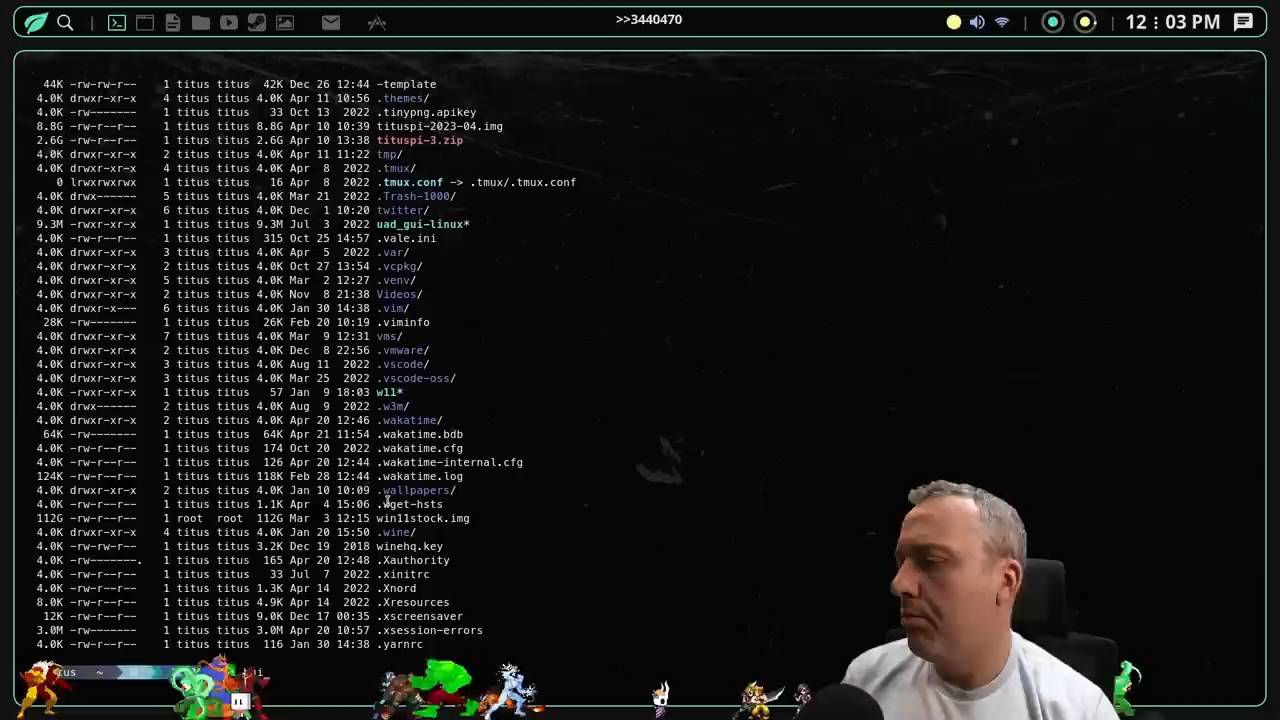 >>3440470
12 : 03 PM
44K -rw-rw-r-- 1 titus titus 42K Dec 26 12:44 -template
4.0K drwxr-xr-x 4 titus titus 4.0K Apr 11 10:56 .themes/
4.0K -rw------- 1 titus titus 33 Oct 13 2022 .tinypng.apikey
8.8G -rw-r--r-- 1 titus titus 8.8G Apr 10 10:39 tituspi-2023-04.img
2.6G -rw-r--r-- 1 titus titus 2.6G Apr 10 13:38 tituspi-3.zip
4.0K drwxr-xr-x 2 titus titus 4.0K Apr 11 11:22 tmp/
4.0K drwxr-xr-x 4 titus titus 4.0K Apr 8 2022 .tmux/
0 lrwxrwxrwx 1 titus titus 16 Apr 8 2022 .tmux.conf -> .tmux/.tmux.conf
4.0K drwx------ 5 titus titus 4.0K Mar 21 2022 .Trash-1000/
4.0K drwxr-xr-x 6 titus titus 4.0K Dec 1 10:20 twitter/
9.3M -rwxr-xr-x 1 titus titus 9.3M Jul 3 2022 uad_gui-linux*
4.0K -rw-r--r-- 1 titus titus 315 Oct 25 14:57 .vale.ini
4.0K drwxr-xr-x 3 titus titus 4.0K Apr 5 2022 .var/
4.0K drwxr-xr-x 2 titus titus 4.0K Oct 27 13:54 .vcpkg/
4.0K drwxr-xr-x 5 titus titus 4.0K Mar 2 12:27 .venv/
4.0K drwxr-xr-x 2 titus titus 4.0K Nov 8 21:38 Videos/
4.0K drwxr-x--- 6 titus titus 4.0K Jan 30 14:38 .vim/
28K -rw------- 1 titus titus 26K Feb 20 10:19 .viminfo
4.0K drwxr-xr-x 7 titus titus 4.0K Mar 9 12:31 vms/
4.0K drwxr-xr-x 2 titus titus 4.0K Dec 8 22:56 .vmware/
4.0K drwxr-xr-x 3 titus titus 4.0K Aug 11 2022 .vscode/
4.0K drwxr-xr-x 3 titus titus 4.0K Mar 25 2022 .vscode-oss/
4.0K -rwxr-xr-x 1 titus titus 57 Jan 9 18:03 w11*
4.0K drwx------ 2 titus titus 4.0K Aug 9 2022 .w3m/
4.0K drwxr-xr-x 2 titus titus 4.0K Apr 20 12:46 .wakatime/
64K -rw------- 1 titus titus 64K Apr 21 11:54 .wakatime.bdb
4.0K -rw-r--r-- 1 titus titus 174 Oct 20 2022 .wakatime.cfg
4.0K -rw-r--r-- 1 titus titus 126 Apr 20 12:44 .wakatime-internal.cfg
124K -rw-r--r-- 1 titus titus 118K Feb 28 12:44 .wakatime.log
4.0K drwxr-xr-x 2 titus titus 4.0K Jan 10 10:09 .wallpapers/
4.0K -rw-r--r-- 1 titus titus 1.1K Apr 4 15:06 .wget-hsts
112G -rw-r--r-- 1 root root 112G Mar 3 12:15 win11stock.img
4.0K drwxr-xr-x 4 titus titus 4.0K Jan 20 15:50 .wine/
4.0K -rw-rw-r-- 1 titus titus 3.2K Dec 19 2018 winehq.key
4.0K -rw-------. 1 titus titus 165 Apr 20 12:48 .Xauthority
4.0K -rw-r--r-- 1 titus titus 33 Jul 7 2022 .xinitrc
4.0K -rw-r--r-- 1 titus titus 1.3K Apr 14 2022 .Xnord
8.0K -rw-r--r-- 1 titus titus 4.9K Apr 14 2022 .Xresources
12K -rw-r--r-- 1 titus titus 9.0K Dec 17 00:35 .xscreensaver
3.0M -rw------- 1 titus titus 3.0M Apr 20 10:57 .xsession-errors
4.0K -rw-r--r-- 1 titus titus 116 Jan 30 14:38 .yarnrc
tus ~